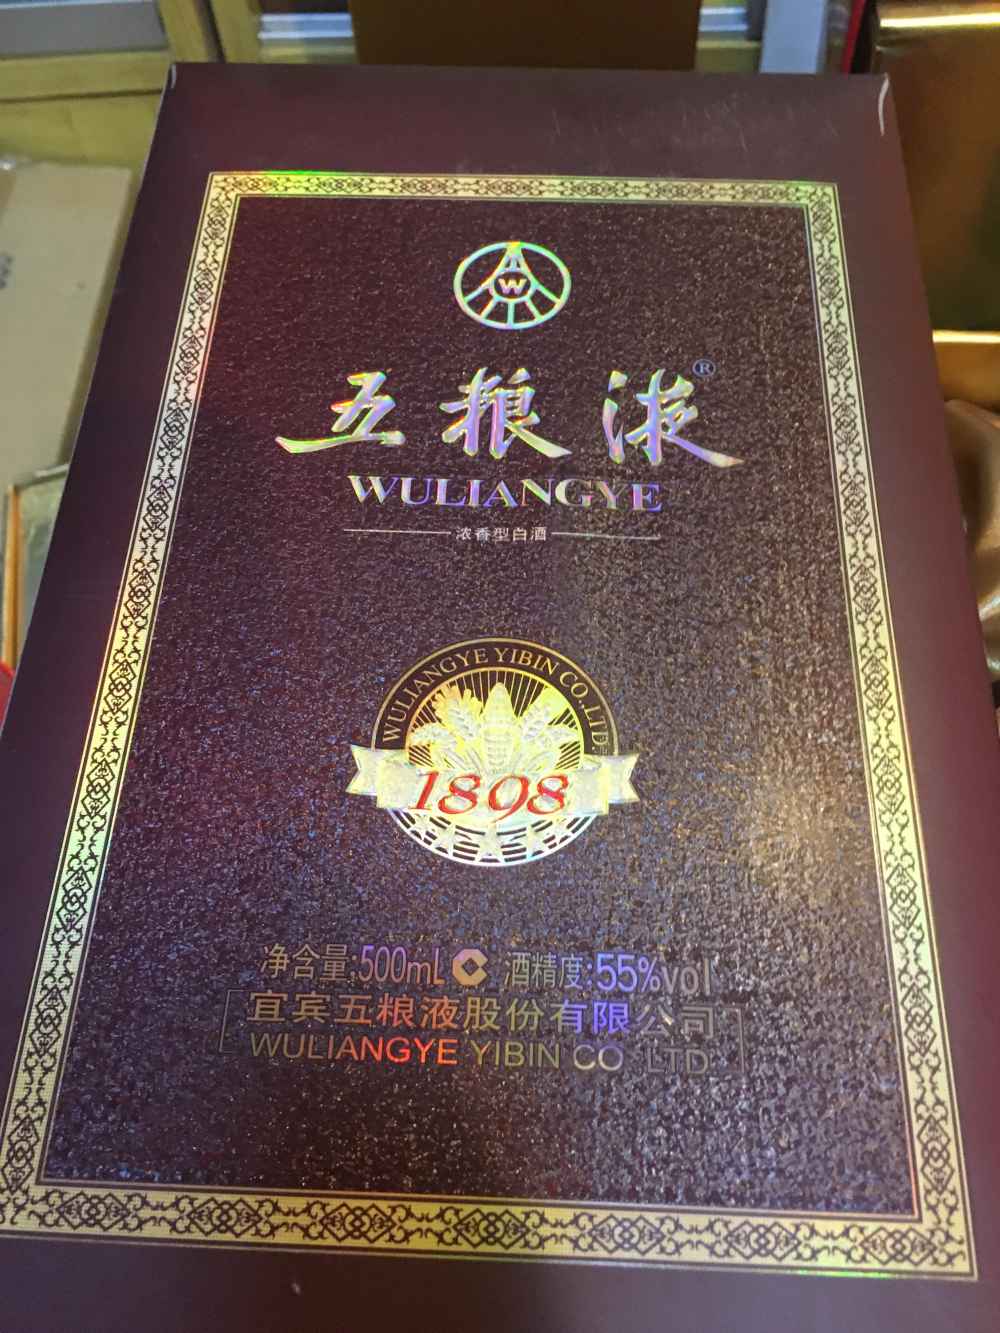 W
五粮液®
WULIANGYE
浓香型白酒
WULIANGYE YIBIN CO.,LTD.
1898
净含量:500mL C 酒精度:55%vol
宜宾五粮液股份有限公司
WULIANGYE YIBIN CO LTD.